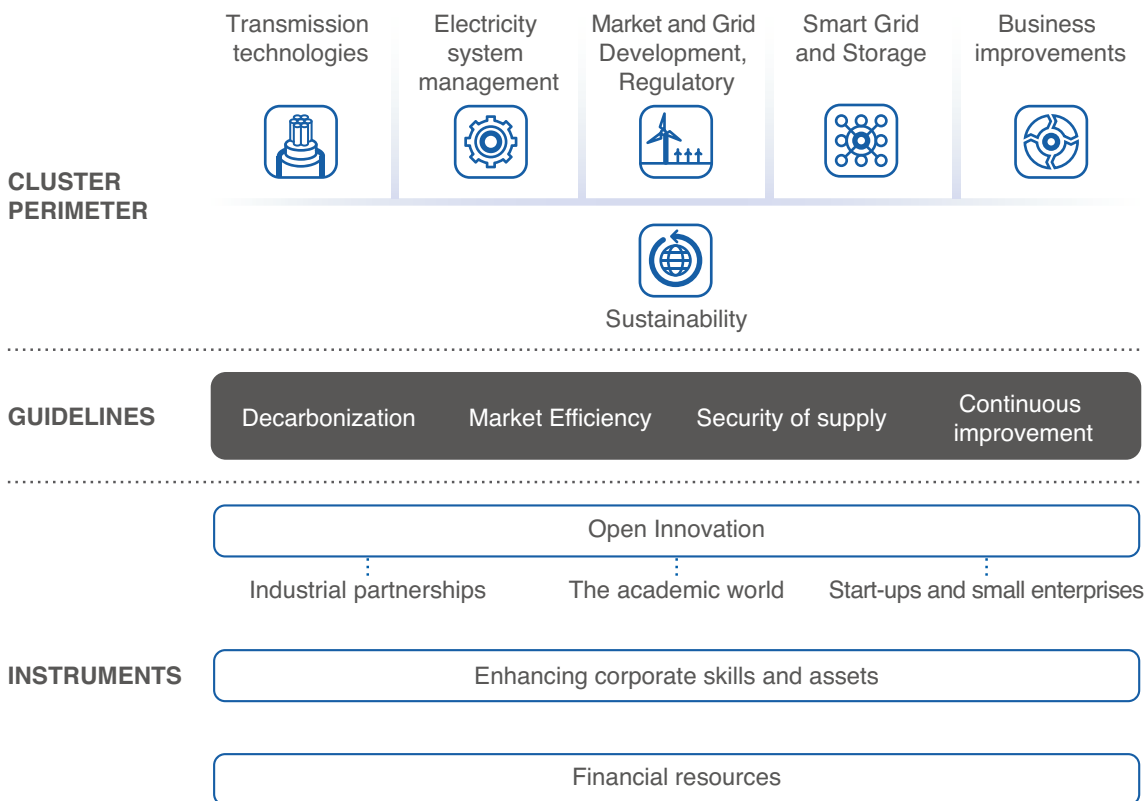 Transmission
technologies
Electricity
system
management
Market and Grid
Development,
Regulatory
Smart Grid
and Storage
Business
improvements
CLUSTER
PERIMETER
Sustainability
GUIDELINES
Decarbonization
Market Efficiency
Security of supply
Continuous
improvement
Open Innovation
Industrial partnerships
The academic world
Start-ups and small enterprises
INSTRUMENTS
Enhancing corporate skills and assets
Financial resources